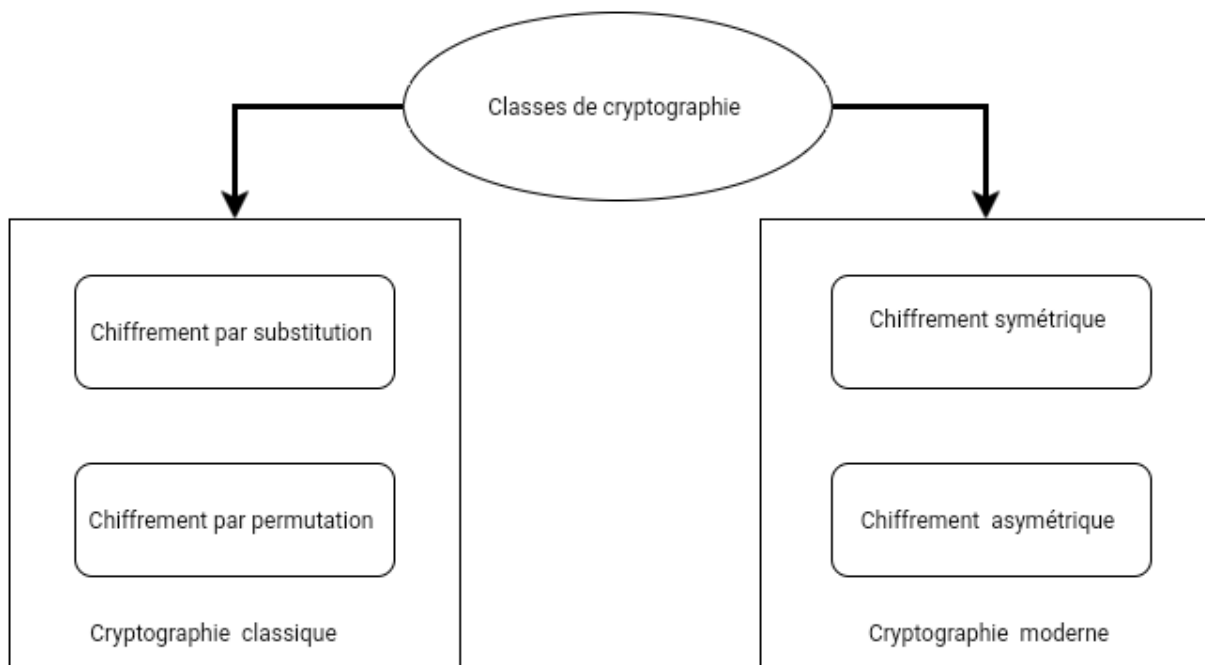 Classes de cryptographie
Chiffrement par substitution
Chiffrement par permutation
Cryptographie classique
Chiffrement symétrique
Chiffrement asymétrique
Cryptographie moderne